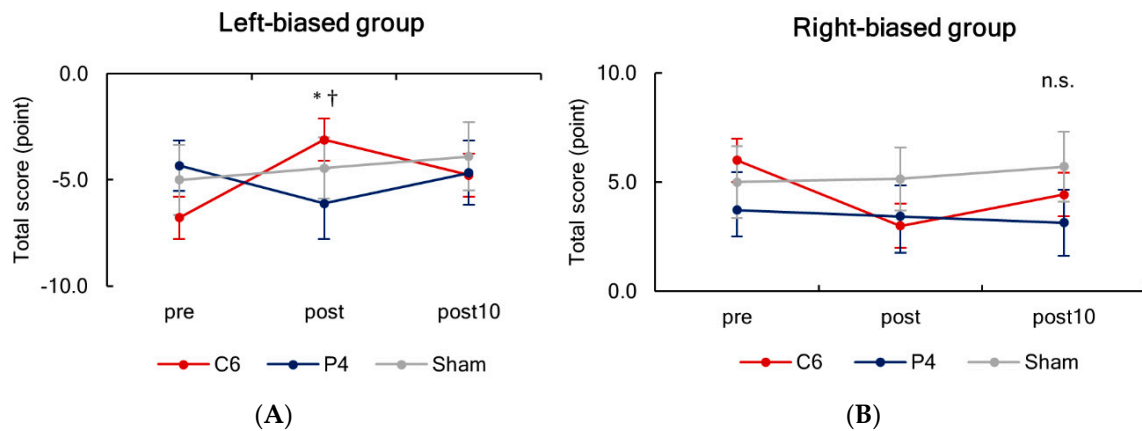 Left-biased group
0.0
* †
Total score (point)
-5.0
-10.0
pre post post10
C6 P4 Sham
(A)
Right-biased group
10.0
n.s.
Total score (point)
5.0
0.0
pre post post10
C6 P4 Sham
(B)